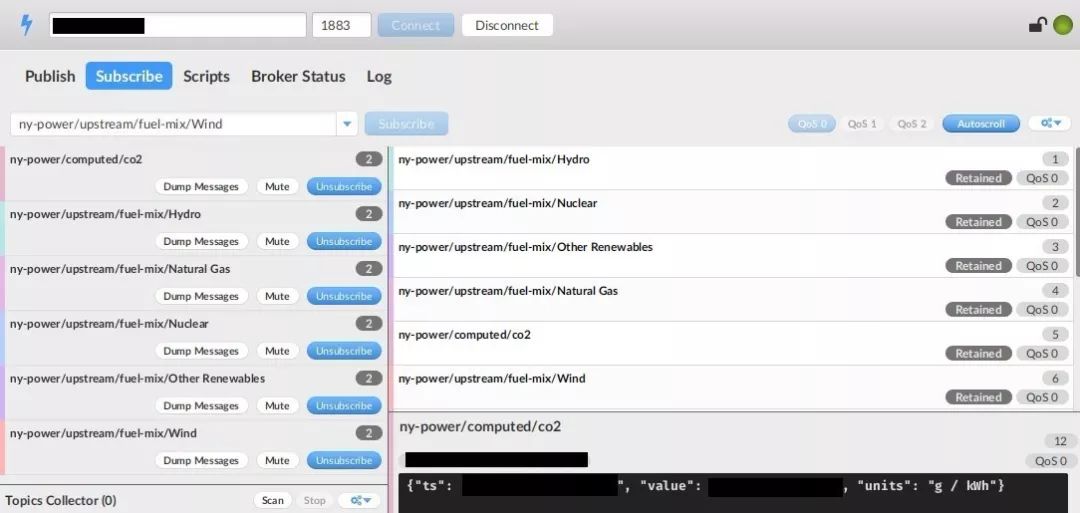 1883 Connect Disconnect
Publish Subscribe Scripts Broker Status Log
ny-power/upstream/fuel-mix/Wind Subscribe QoS 0 QoS 1 QoS 2 Autoscroll
ny-power/computed/co2 2
Dump Messages Mute Unsubscribe
ny-power/upstream/fuel-mix/Hydro 2
Dump Messages Mute Unsubscribe
ny-power/upstream/fuel-mix/Natural Gas 2
Dump Messages Mute Unsubscribe
ny-power/upstream/fuel-mix/Nuclear 2
Dump Messages Mute Unsubscribe
ny-power/upstream/fuel-mix/Other Renewables 2
Dump Messages Mute Unsubscribe
ny-power/upstream/fuel-mix/Wind 2
Dump Messages Mute Unsubscribe
Topics Collector (0) Scan Stop
ny-power/upstream/fuel-mix/Hydro 1
Retained QoS 0
ny-power/upstream/fuel-mix/Nuclear 2
Retained QoS 0
ny-power/upstream/fuel-mix/Other Renewables 3
Retained QoS 0
ny-power/upstream/fuel-mix/Natural Gas 4
Retained QoS 0
ny-power/computed/co2 5
Retained QoS 0
ny-power/upstream/fuel-mix/Wind 6
Retained QoS 0
ny-power/computed/co2
12
QoS 0
{"ts": ", "value": , "units": "g / kWh"}